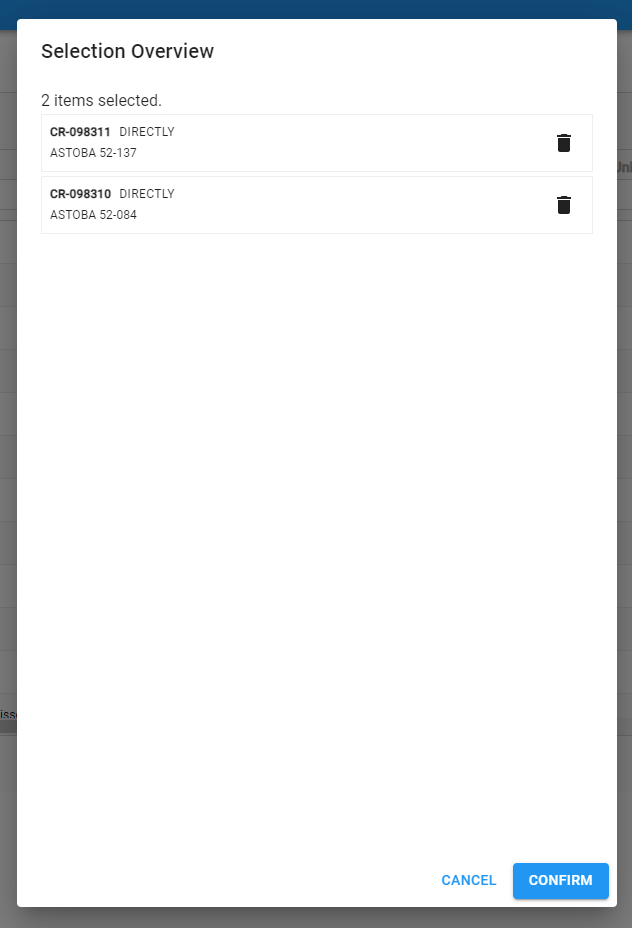 Selection Overview
2 items selected.
CR-098311 DIRECTLY
ASTOBA 52-137
CR-098310 DIRECTLY
ASTOBA 52-084
CANCEL CONFIRM